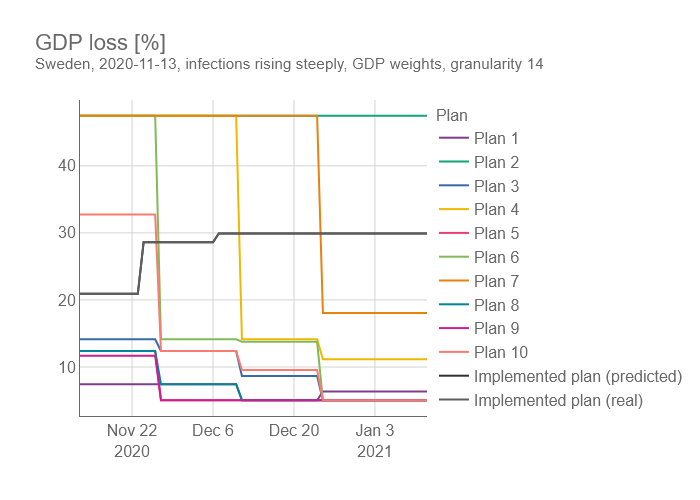 GDP loss [%]
Sweden, 2020-11-13, infections rising steeply, GDP weights, granularity 14
40
30
20
10
Nov 22
2020
Dec 6
Dec 20
Jan 3
2021
Plan
Plan 1
Plan 2
Plan 3
Plan 4
Plan 5
Plan 6
Plan 7
Plan 8
Plan 9
Plan 10
Implemented plan (predicted)
Implemented plan (real)